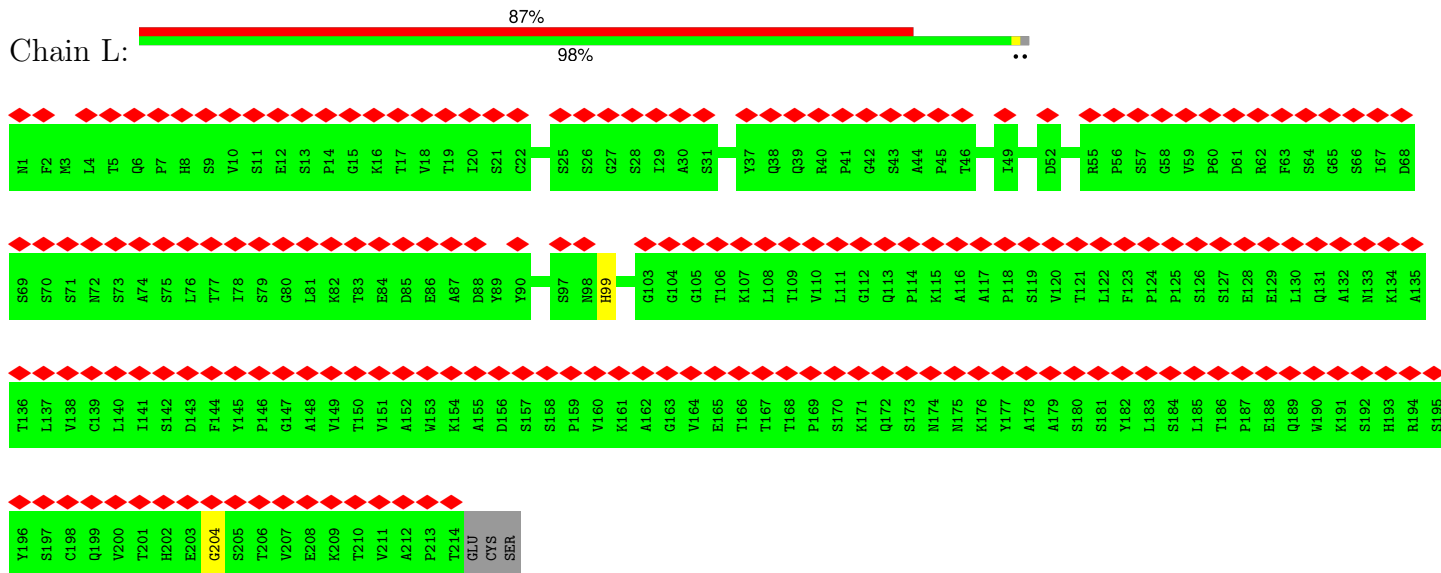 87%
Chain L:
98%
••
N1 F2 M3 L4 T5 Q6 P7 H8 S9 V10 S11 E12 S13 P14 G15 K16 T17 V18 T19 I20 S21 C22 S25 S26 G27 S28 I29 A30 S31 Y37 Q38 Q39 R40 P41 G42 S43 A44 P45 T46 I49 D52 R55 P56 S57 G58 V59 P60 D61 R62 F63 S64 G65 S66 I67 D68
S69 S70 S71 N72 S73 A74 S75 L76 T77 I78 S79 G80 L81 K82 T83 E84 D85 E86 A87 D88 Y89 Y90 S97 N98 H99 G103 G104 G105 T106 K107 L108 T109 V110 L111 G112 Q113 P114 K115 A116 A117 P118 S119 V120 T121 L122 F123 P124 P125 S126 S127 E128 E129 L130 Q131 A132 N133 K134 A135
T136 L137 V138 C139 L140 I141 S142 D143 F144 Y145 P146 G147 A148 V149 T150 V151 A152 W153 K154 A155 D156 S157 S158 P159 V160 K161 A162 G163 V164 E165 T166 T167 T168 P169 S170 K171 Q172 S173 N174 N175 K176 Y177 A178 A179 S180 S181 Y182 L183 S184 L185 T186 P187 E188 Q189 W190 K191 S192 H193 R194 S195
Y196 S197 C198 Q199 V200 T201 H202 E203 G204 S205 T206 V207 E208 K209 T210 V211 A212 P213 T214 GLU CYS SER